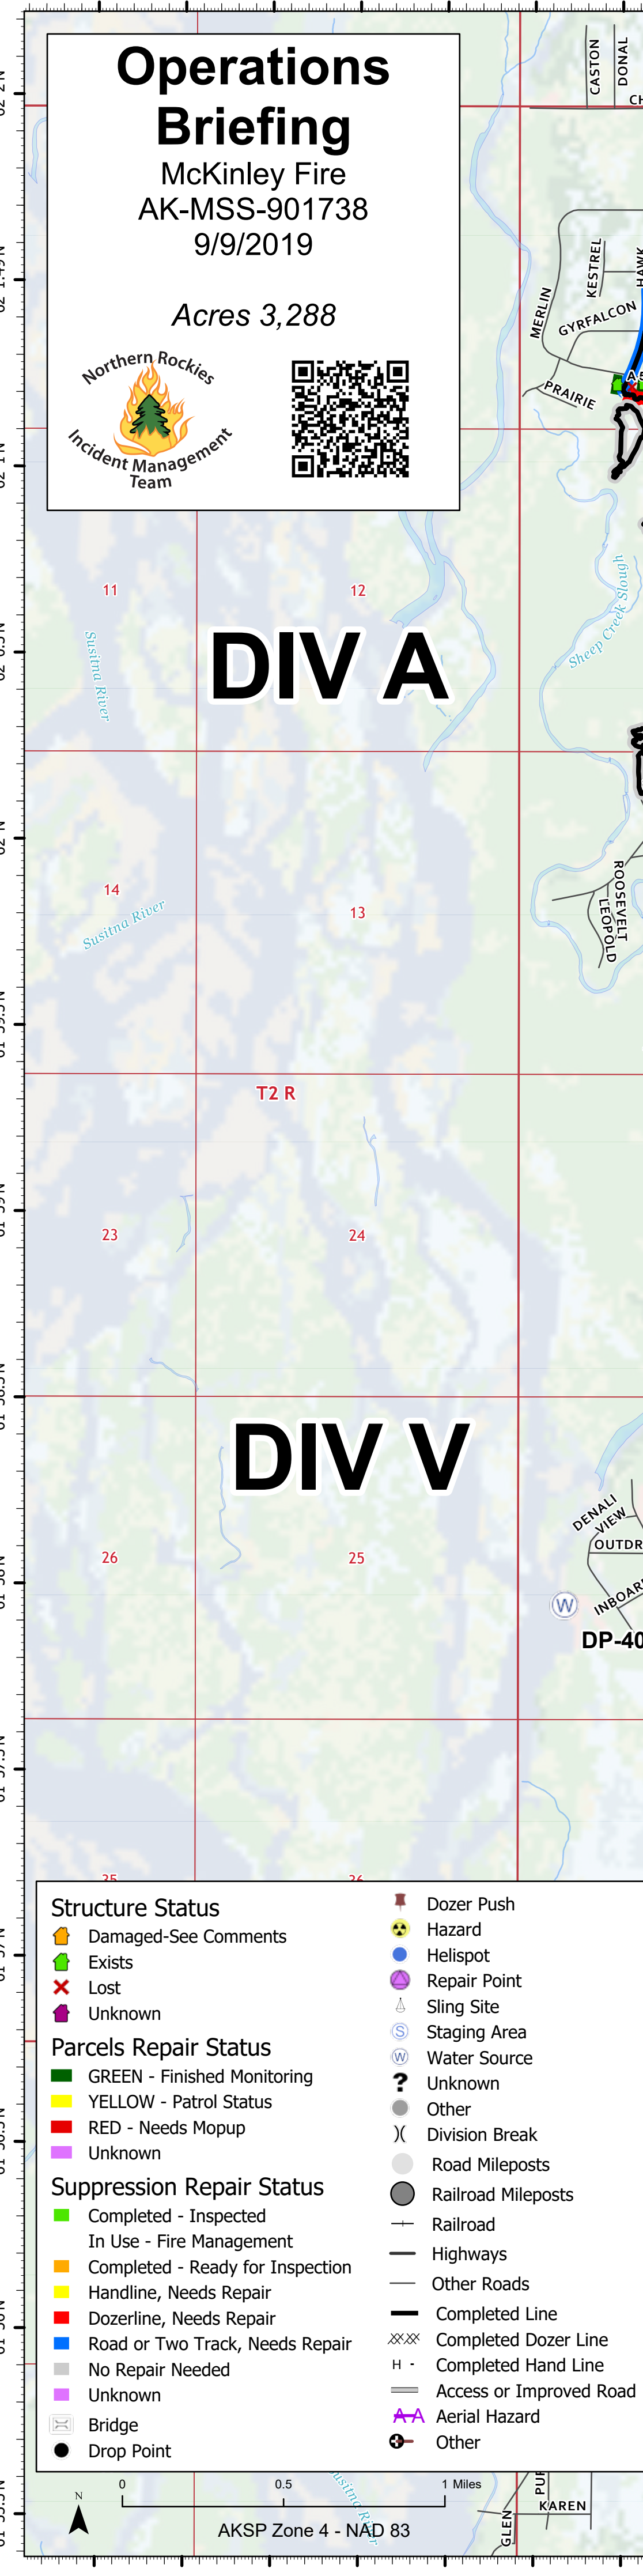 Operations
Briefing
McKinley Fire
AK-MSS-901738
9/9/2019
Acres 3,288
Northern Rockies
Incident Management
Team
CASTON
DONAL
CH
KESTREL
HAWK
MERLIN
GYRFALCON
PRAIRIE
11
12
Sheep Creek Slough
DIV A
Susitna River
14
13
Susitna River
ROOSEVELT
LEOPOLD
T2 R
23
24
DIV V
DENALI
VIEW
OUTDR
26
25
INBOAR
W
DP-40
Structure Status
Damaged-See Comments
Exists
Lost
Unknown
Parcels Repair Status
GREEN - Finished Monitoring
YELLOW - Patrol Status
RED - Needs Mopup
Unknown
Suppression Repair Status
Completed - Inspected
In Use - Fire Management
Completed - Ready for Inspection
Handline, Needs Repair
Dozerline, Needs Repair
Road or Two Track, Needs Repair
No Repair Needed
Unknown
Bridge
Drop Point
Dozer Push
Hazard
Helispot
Repair Point
Sling Site
S Staging Area
W Water Source
? Unknown
Other
)( Division Break
Road Mileposts
Railroad Mileposts
Railroad
Highways
Other Roads
Completed Line
XXXX Completed Dozer Line
H - Completed Hand Line
Access or Improved Road
A-A Aerial Hazard
Other
N
0 0.5 1 Miles
AKSP Zone 4 - NAD 83
usitna River
GLEN
PUR
KAREN